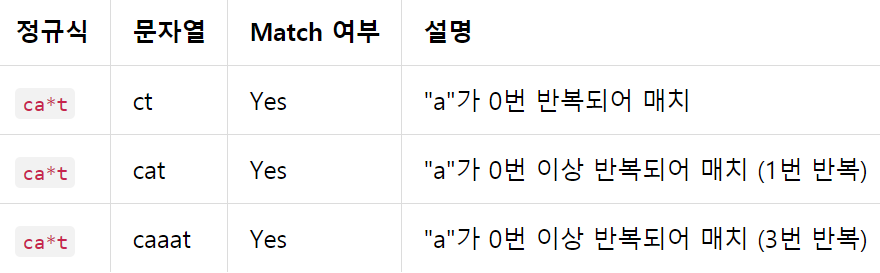 정규식 문자열 Match 여부 설명
ca*t ct Yes "a"가 0번 반복되어 매치
ca*t cat Yes "a"가 0번 이상 반복되어 매치 (1번 반복)
ca*t caaat Yes "a"가 0번 이상 반복되어 매치 (3번 반복)